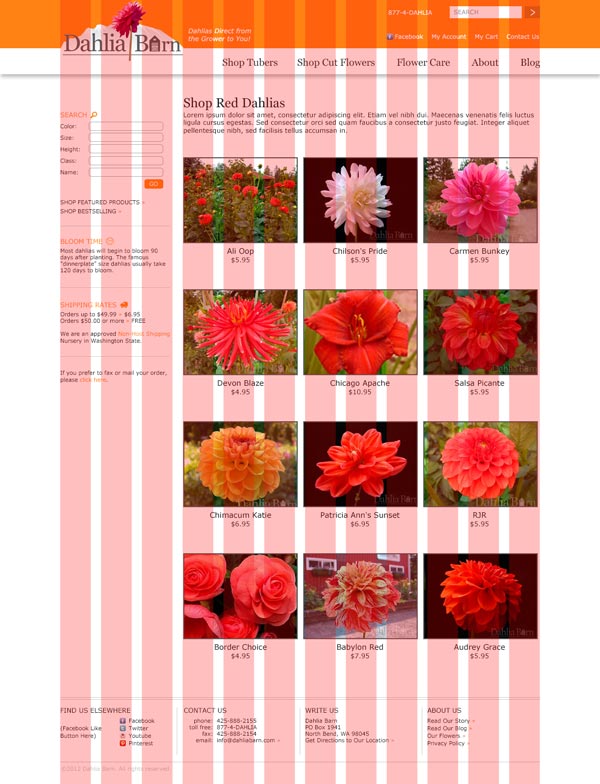 877-4-DAHLIA
SEARCH
Dahlia Barn
Dahlias Direct from
the Grower to You!
Facebook My Account My Cart Contact Us
Shop Tubers Shop Cut Flowers Flower Care About Blog
Shop Red Dahlias
Lorem ipsum dolor sit amet, consectetur adipiscing elit. Etiam vel nibh dui. Maecenas venenatis felis luctus
ligula cursus egestas. Sed consectetur orci sed quam faucibus a consectetur justo feugiat. Integer aliquet
pellentesque nibh, sed facilisis tellus accumsan in.
SEARCH
Color:
Size:
Height:
Class:
Name:
GO
SHOP FEATURED PRODUCTS »
SHOP BESTSELLING »
BLOOM TIME
Most dahlias will begin to bloom 90
days after planting. The famous
"dinnerplate" size dahlias usually take
120 days to bloom.
SHIPPING RATES
Orders up to $49.99 » $6.95
Orders $50.00 or more » FREE
We are an approved Non-Host Shipping
Nursery in Washington State.
If you prefer to fax or mail your order,
please click here.
Ali Oop
$5.95
Chilson's Pride
$5.95
Carmen Bunkey
$5.95
Devon Blaze
$4.95
Chicago Apache
$10.95
Salsa Picante
$5.95
Chimacum Katie
$6.95
Patricia Ann's Sunset
$6.95
RJR
$5.95
Border Choice
$4.95
Babylon Red
$7.95
Audrey Grace
$5.95
FIND US ELSEWHERE
(Facebook Like
Button Here)
Facebook
Twitter
Youtube
Pinterest
CONTACT US
phone: 425-888-2155
toll free: 877-4-DAHLIA
fax: 425-888-2154
email: info@dahliabarn.com »
WRITE US
Dahlia Barn
PO Box 1941
North Bend, WA 98045
Get Directions to Our Location »
ABOUT US
Read Our Story »
Read Our Blog »
Our Flowers »
Privacy Policy »
©2012 Dahlia Barn. All rights reserved.